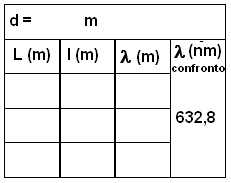 d = m
L (m) l (m) λ (m) λ (nm)
confronto
632,8